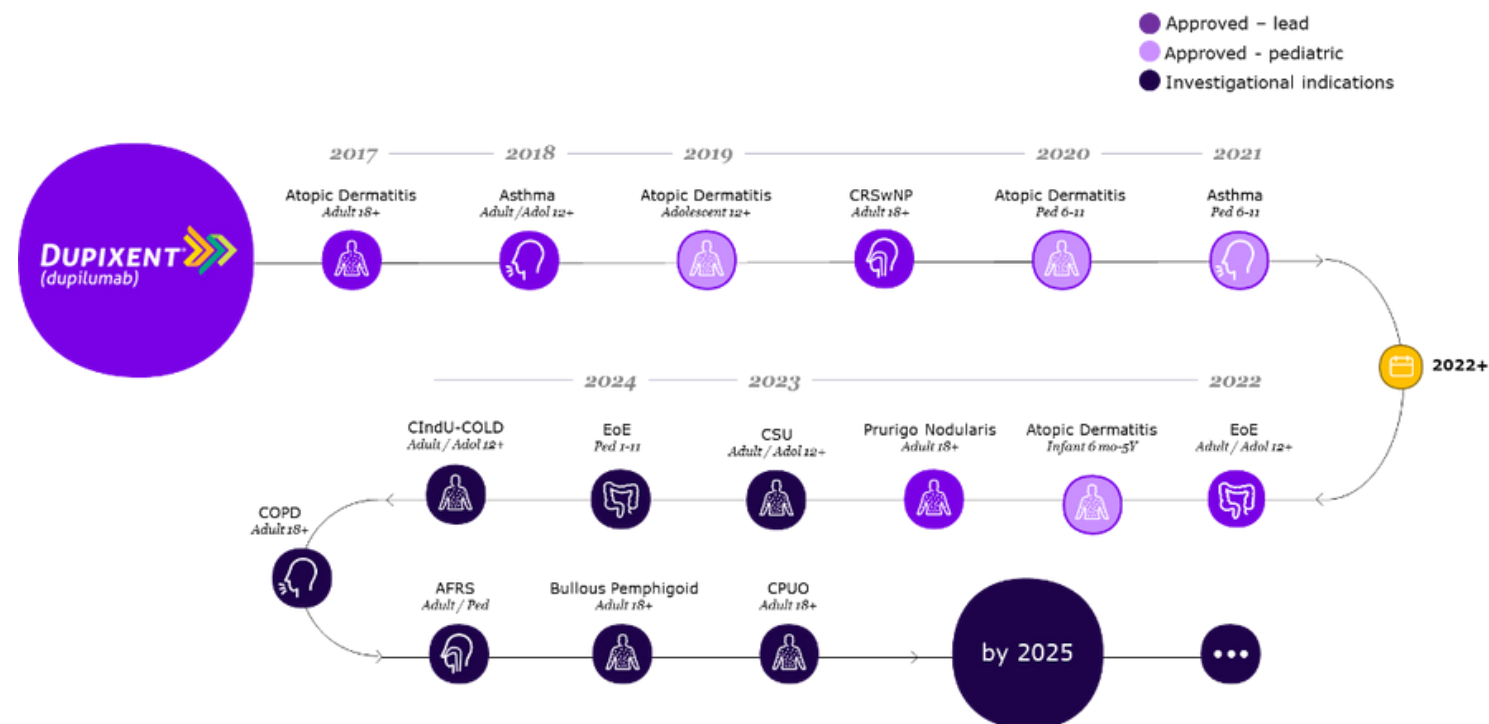 Approved – lead
Approved - pediatric
Investigational indications
2017
2018
2019
2020
2021
Atopic Dermatitis
Adult 18+
Asthma
Adult /Adol 12+
Atopic Dermatitis
Adolescent 12+
CRSwNP
Adult 18+
Atopic Dermatitis
Ped 6-11
Asthma
Ped 6-11
DUPIXENT
(dupilumab)
2022+
2024
2023
2022
CIndU-COLD
Adult / Adol 12+
EoE
Ped 1-11
CSU
Adult / Adol 12+
Prurigo Nodularis
Adult 18+
Atopic Dermatitis
Infant 6 mo-5Y
EoE
Adult / Adol 12+
COPD
Adult 18+
AFRS
Adult / Ped
Bullous Pemphigoid
Adult 18+
CPUO
Adult 18+
by 2025